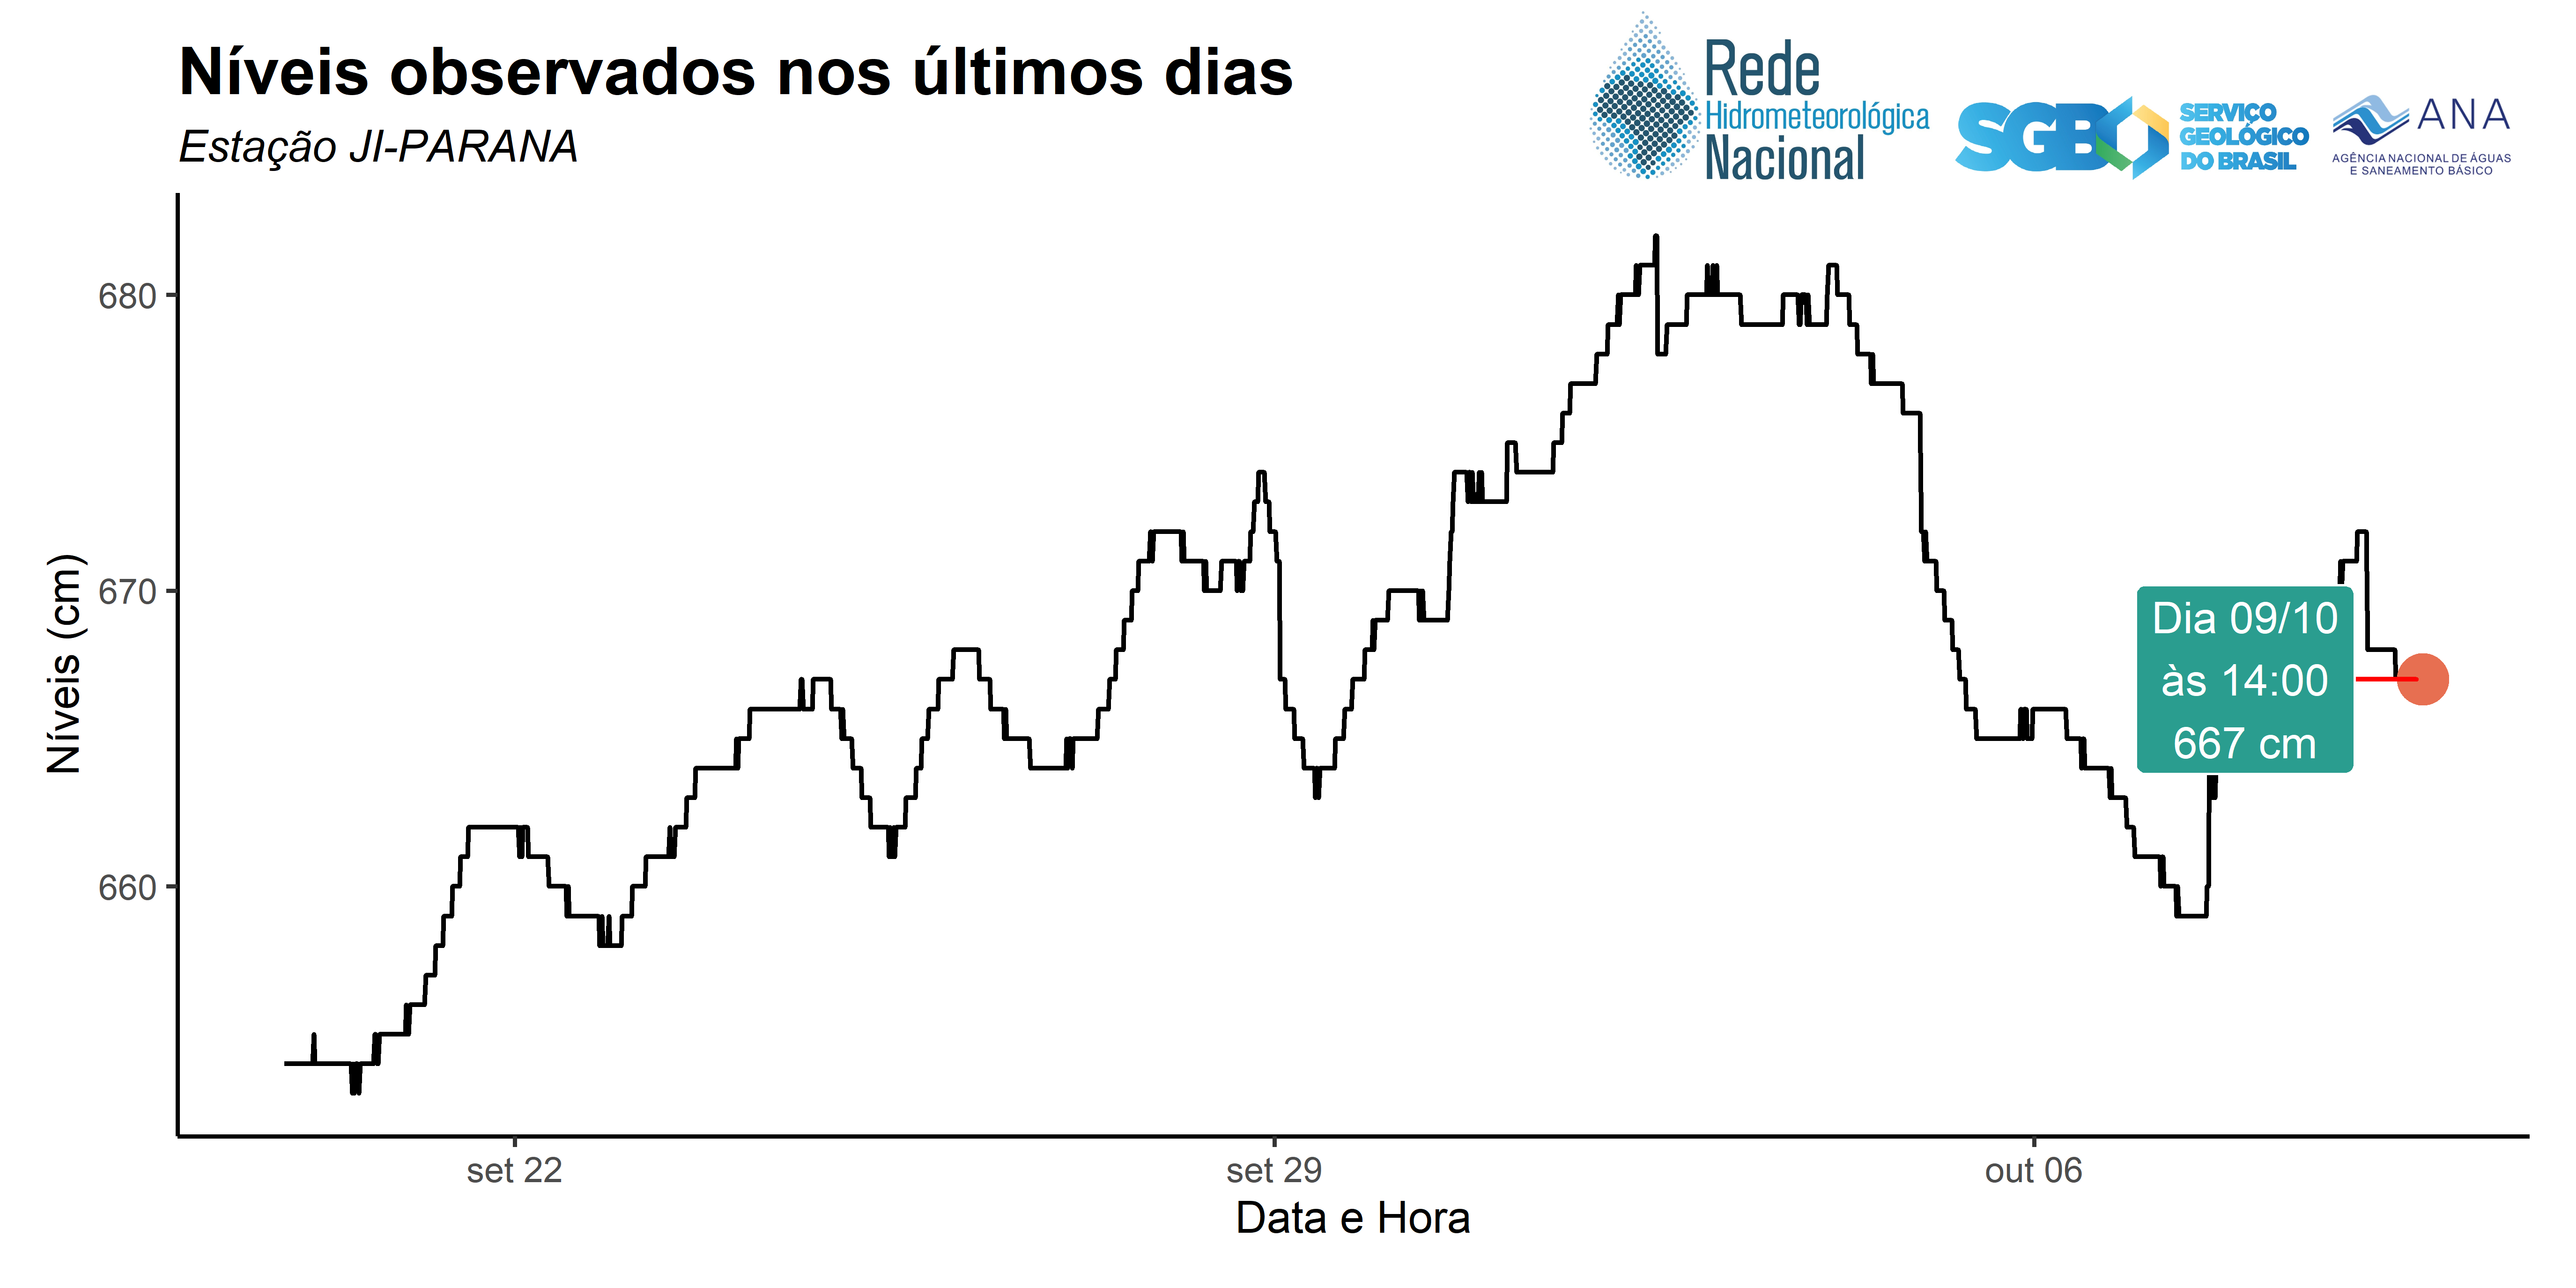 Níveis observados nos últimos dias
Estação JI-PARANA
Rede
Hidrometeorológica
Nacional
SGB
SERVIÇO
GEOLÓGICO
DO BRASIL
ANA
AGÊNCIA NACIONAL DE ÁGUAS
E SANEAMENTO BÁSICO
Níveis (cm)
680
670
660
Dia 09/10
às 14:00
667 cm
set 22
set 29
out 06
Data e Hora